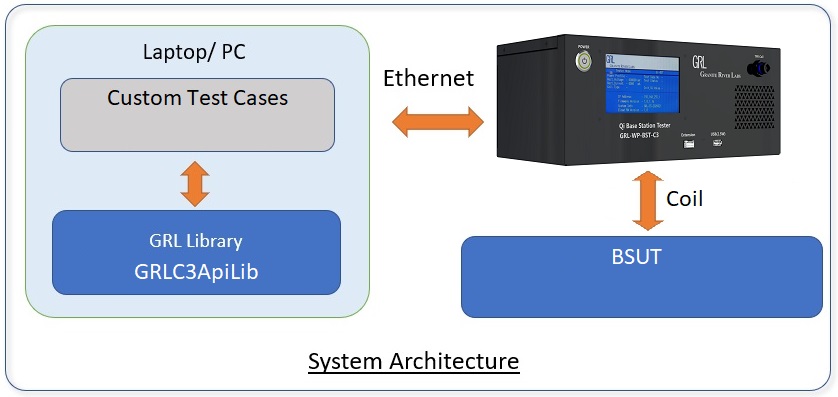 Laptop/ PC
Custom Test Cases
GRL Library
GRLC3ApiLib
Ethernet
POWER
GRL
GRANITE RIVER LABS
Qi Base Station Tester
GRL-WP-BST-C3
Extension
Coil
BSUT
System Architecture